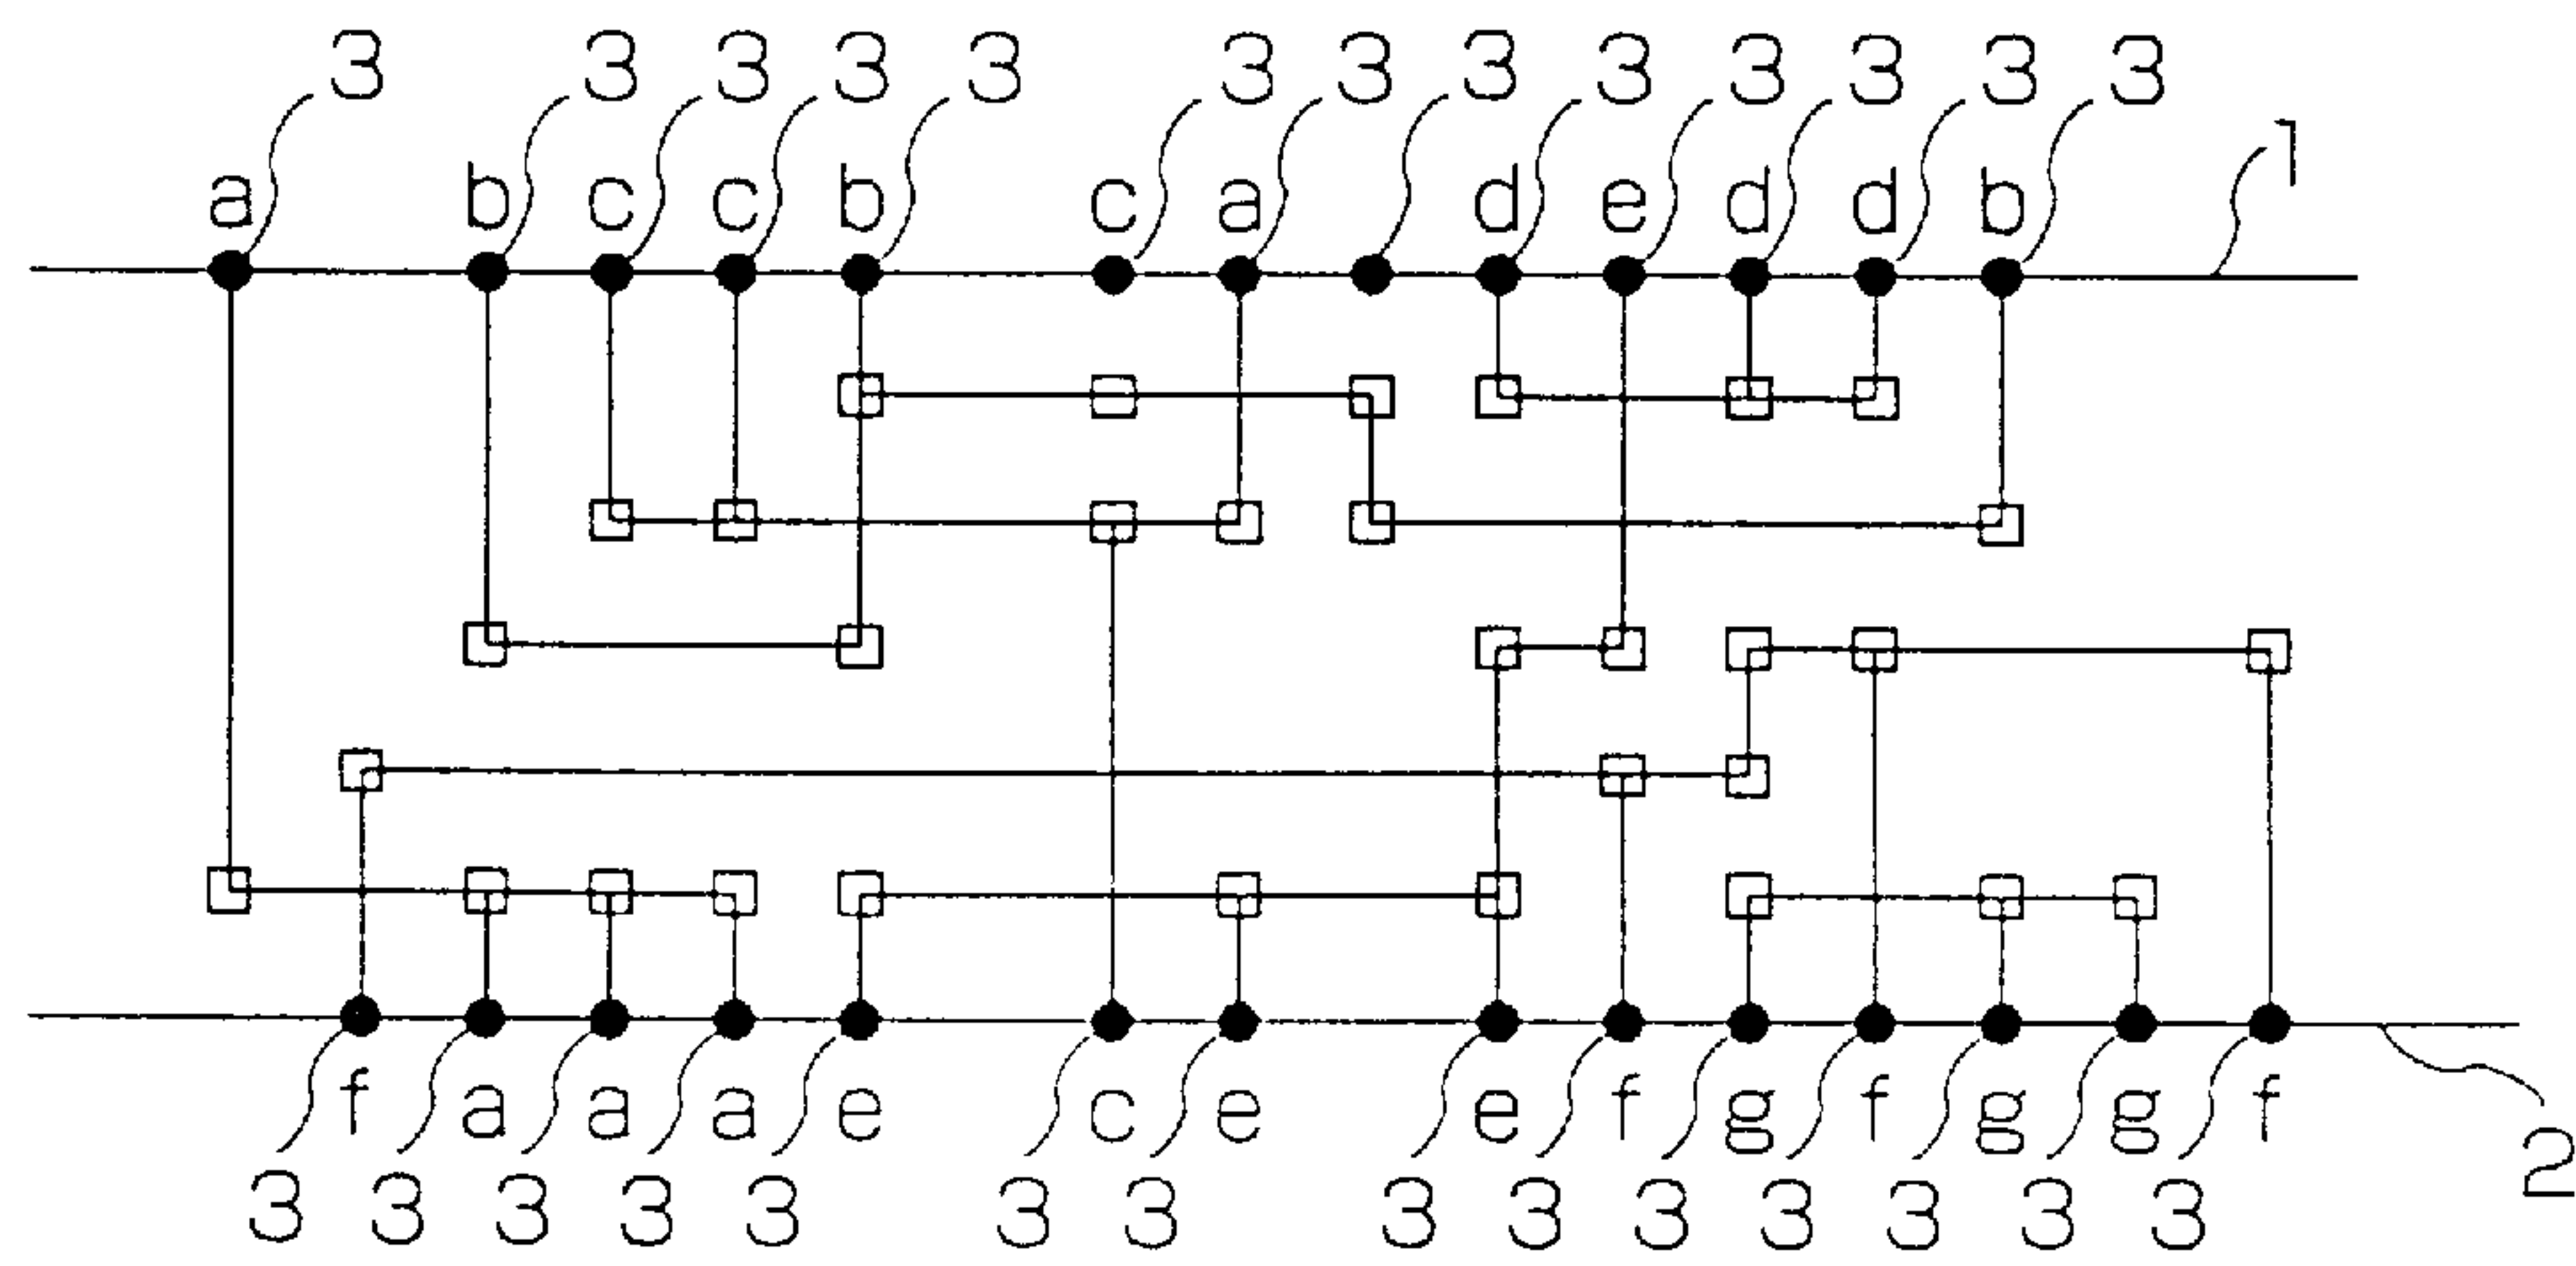 3 3 3 3 3 3 3 3 3 3 3 3 3
1
a b c c b c a d e d d b
f a a a e c e e f g f g g f
2
3 3 3 3 3 3 3 3 3 3 3 3 3 3